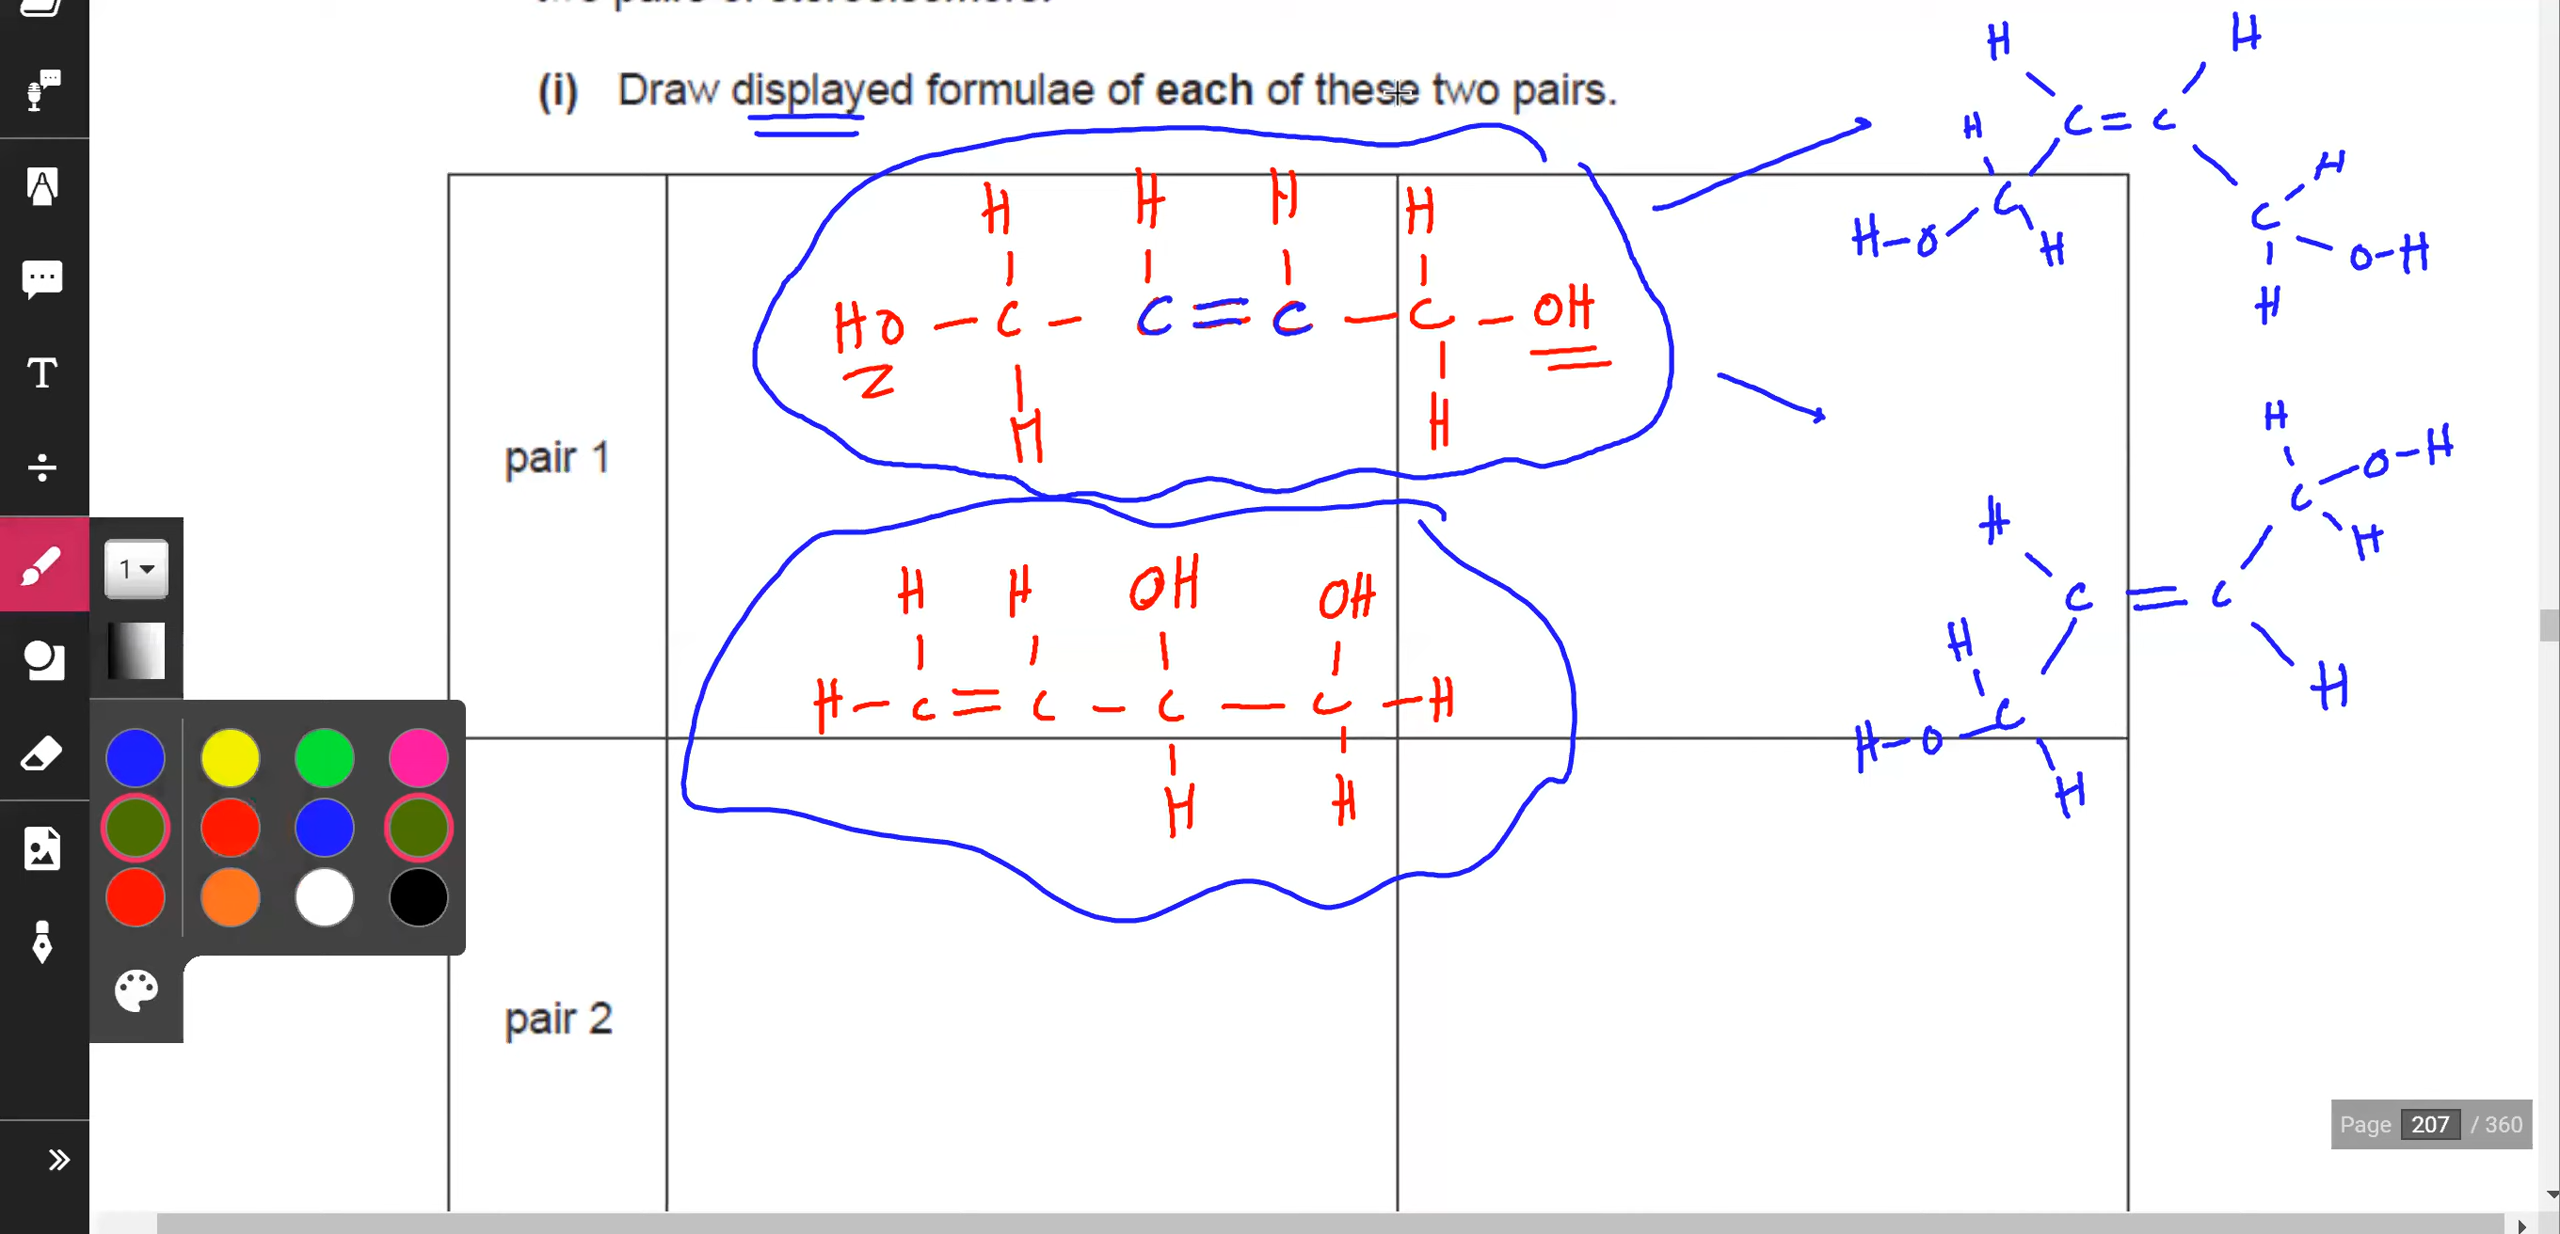 (i) Draw displayed formulae of each of these two pairs.
H H
H C = C
H H H H H
C C
H-O H O-H
HO - C - C = C - C - OH
H
H H
H
C O-H
pair 1
H
H
H H OH OH
C = C
H
H
H - C = C - C - C - H
C
H-O
H H H
pair 2
1
T
Page 207 / 360